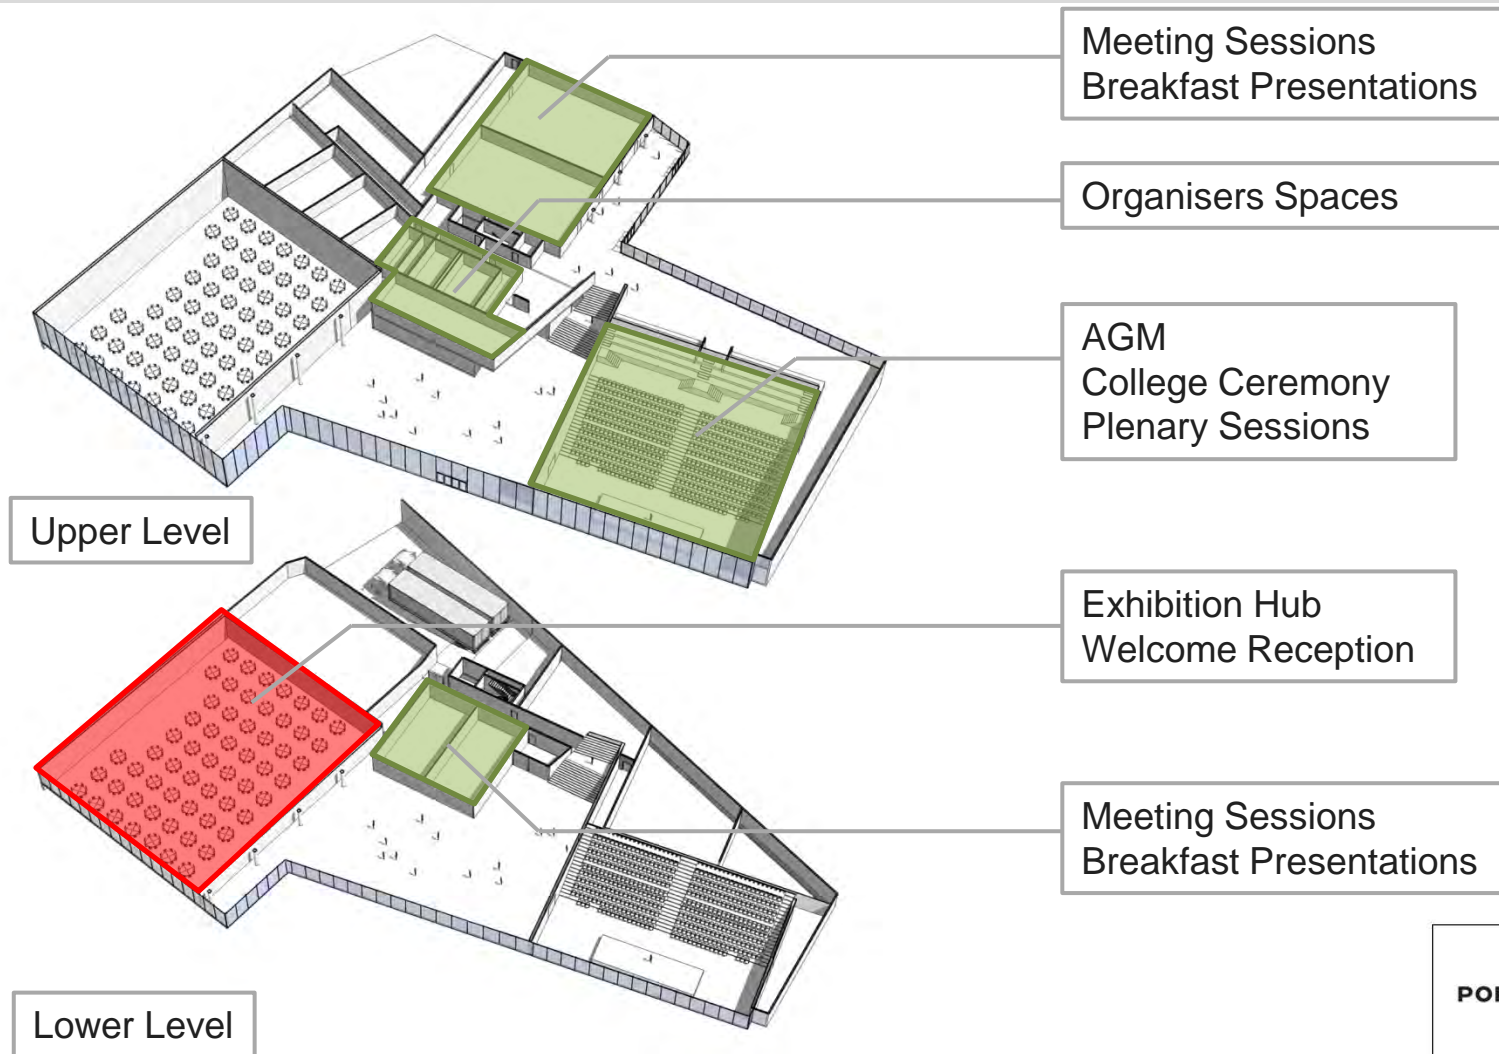 Meeting Sessions
Breakfast Presentations
Organisers Spaces
AGM
College Ceremony
Plenary Sessions
Upper Level
Exhibition Hub
Welcome Reception
Meeting Sessions
Breakfast Presentations
Lower Level